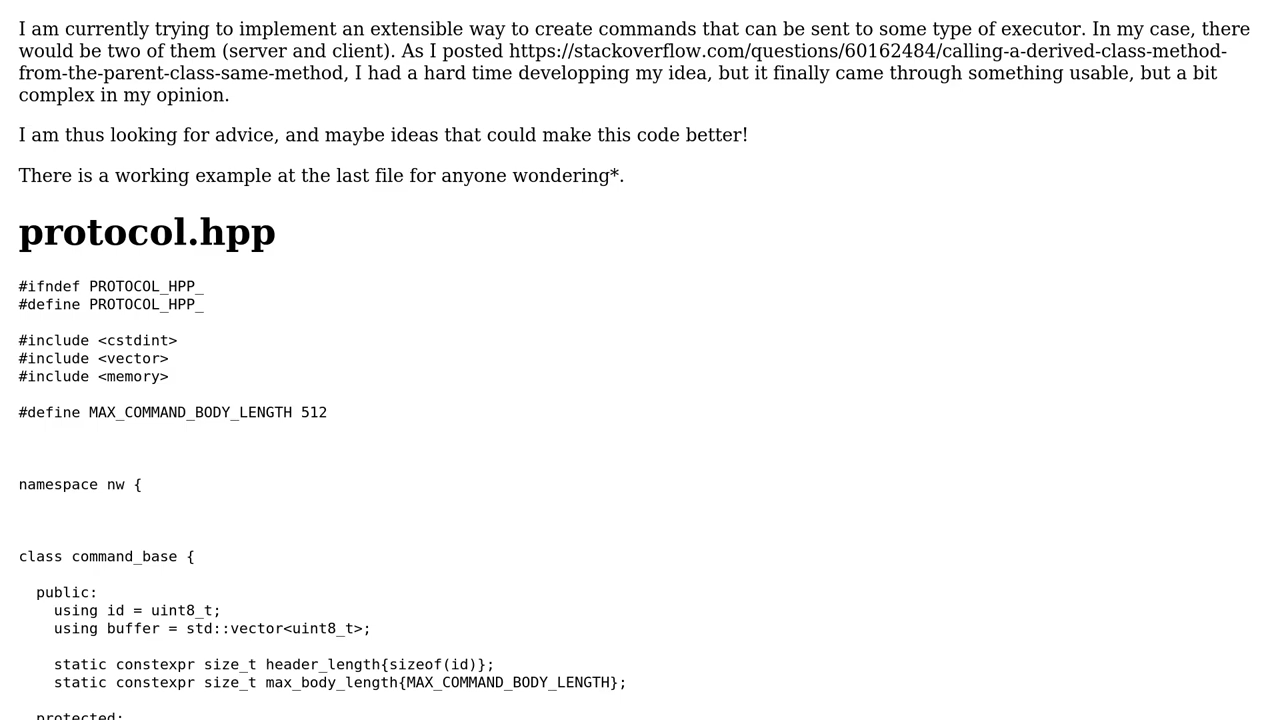 I am currently trying to implement an extensible way to create commands that can be sent to some type of executor. In my case, there
would be two of them (server and client). As I posted https://stackoverflow.com/questions/60162484/calling-a-derived-class-method-
from-the-parent-class-same-method, I had a hard time developping my idea, but it finally came through something usable, but a bit
complex in my opinion.
I am thus looking for advice, and maybe ideas that could make this code better!
There is a working example at the last file for anyone wondering*.
protocol.hpp
#ifndef PROTOCOL_HPP_
#define PROTOCOL_HPP_
#include <cstdint>
#include <vector>
#include <memory>
#define MAX_COMMAND_BODY_LENGTH 512
namespace nw {
class command_base {
public:
using id = uint8_t;
using buffer = std::vector<uint8_t>;
static constexpr size_t header_length{sizeof(id)};
static constexpr size_t max_body_length{MAX_COMMAND_BODY_LENGTH};
protected: